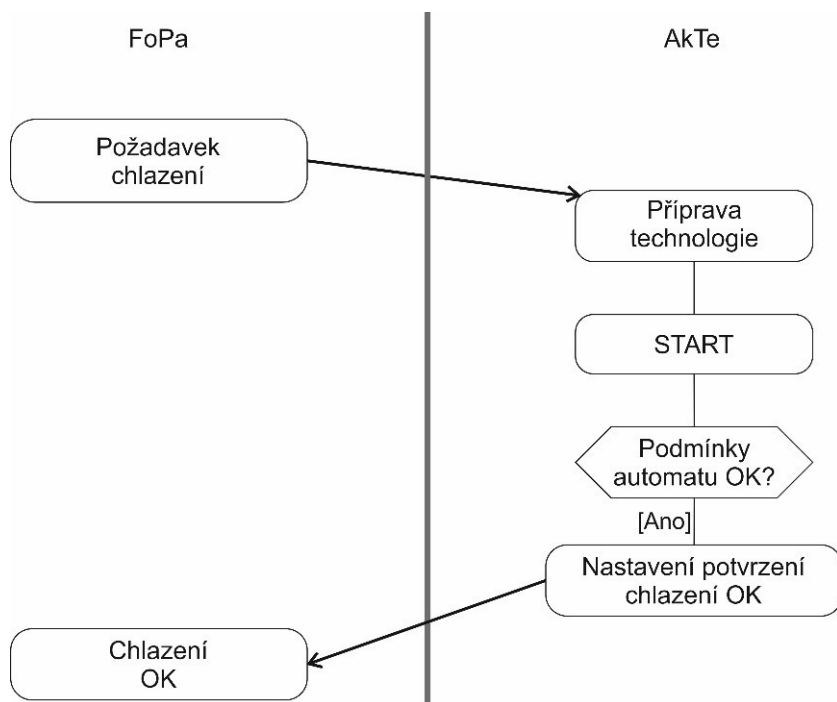 FoPa
AkTe
Požadavek
chlazení
Příprava
technologie
START
Podmínky
automatu OK?
[Ano]
Nastavení potvrzení
chlazení OK
Chlazení
OK